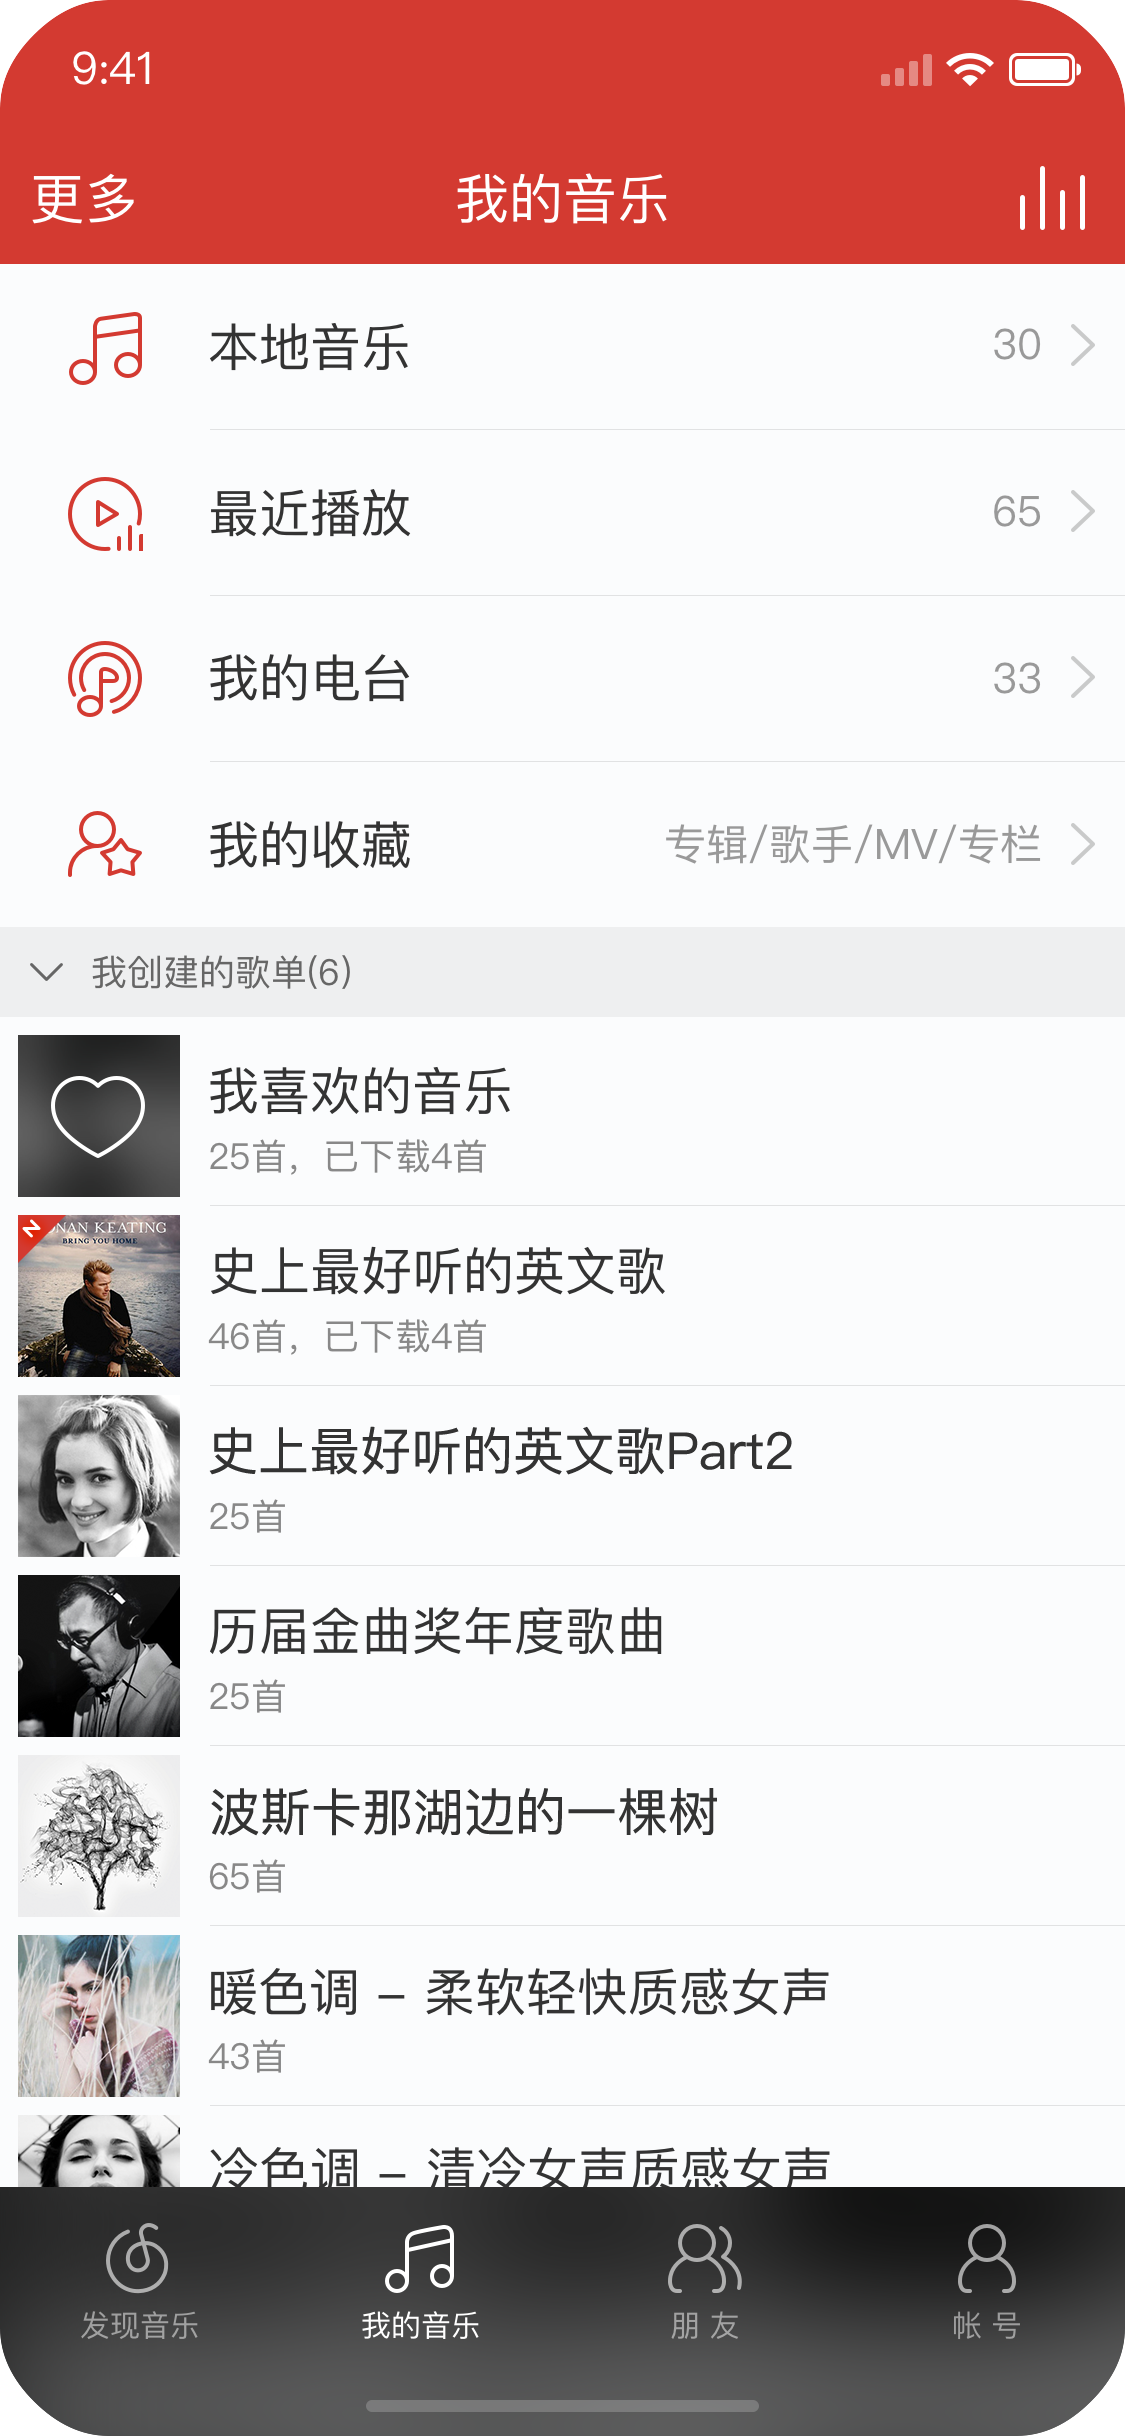 9:41
更多 我的音乐
本地音乐 30
最近播放 65
我的电台 33
我的收藏 专辑/歌手/MV/专栏
我创建的歌单(6)
我喜欢的音乐
25首，已下载4首
NAN KEATING
BRING YOU HOME
史上最好听的英文歌
46首，已下载4首
史上最好听的英文歌Part2
25首
历届金曲奖年度歌曲
25首
波斯卡那湖边的一棵树
65首
暖色调 – 柔软轻快质感女声
43首
冷色调 – 清冷女声质感女声
发现音乐 我的音乐 朋 友 帐 号